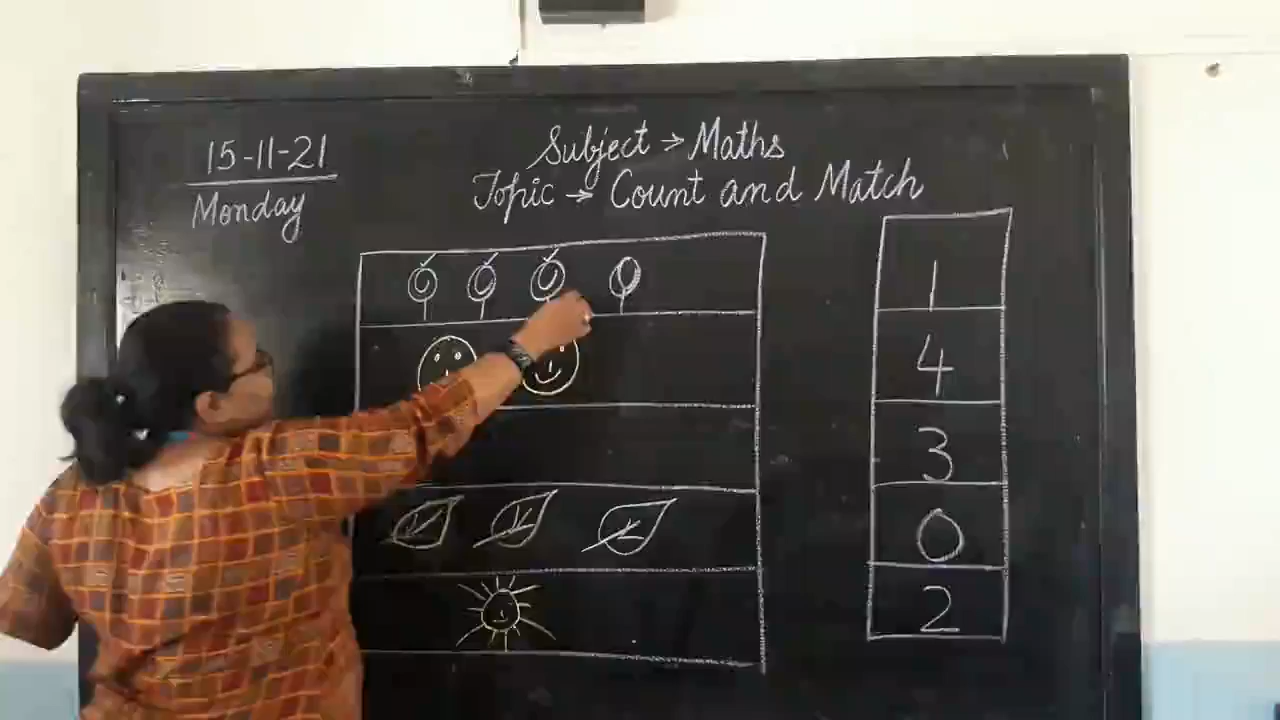 15-11-21
Monday
Subject → Maths
Topic → Count and Match
1
4
3
0
2